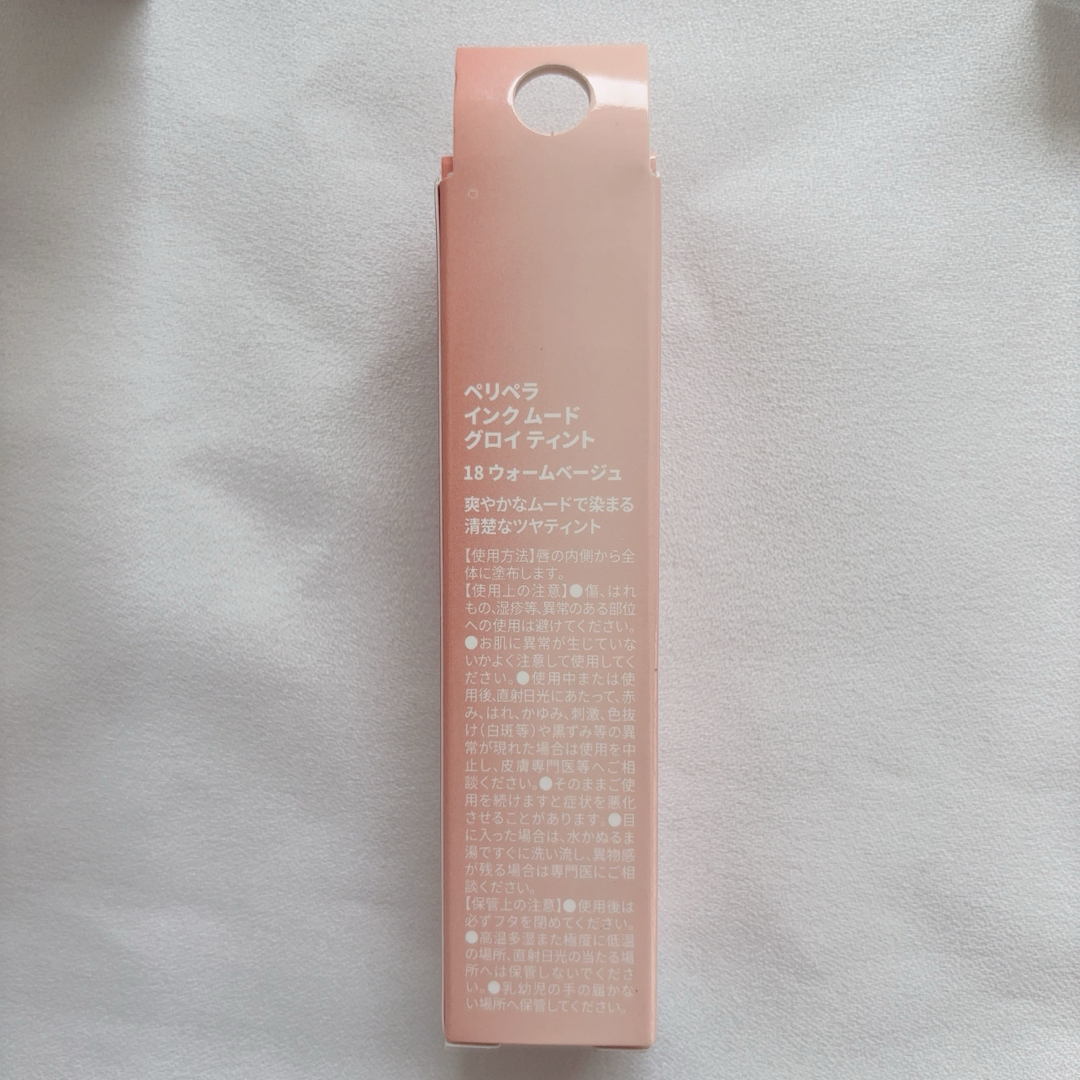 ペリペラ
インク ムード
グロイ ティント
18 ウォームベージュ
爽やかなムードで染まる
清楚なツヤティント
【使用方法】唇の内側から全
体に塗布します。
【使用上の注意】●傷、はれ
もの、湿疹等、異常のある部位
への使用は避けてください。
●お肌に異常が生じていな
いかよく注意して使用してく
ださい。●使用中または使
用後、直射日光にあたって、赤
み、はれ、かゆみ、刺激、色抜
け(白斑等)や黒ずみ等の異
常が現れた場合は使用を中
止し、皮膚専門医等へご相
談ください。●そのままご使
用を続けますと症状を悪化
させることがあります。●目
に入った場合は、水かぬるま
湯ですぐに洗い流し、異物感
が残る場合は専門医にご相
談ください。
【保管上の注意】●使用後は
必ずフタを閉めてください。
●高温多湿また極度に低温
の場所、直射日光の当たる場
所へは保管しないでくださ
い。●乳幼児の手の届かな
い場所へ保管してください。